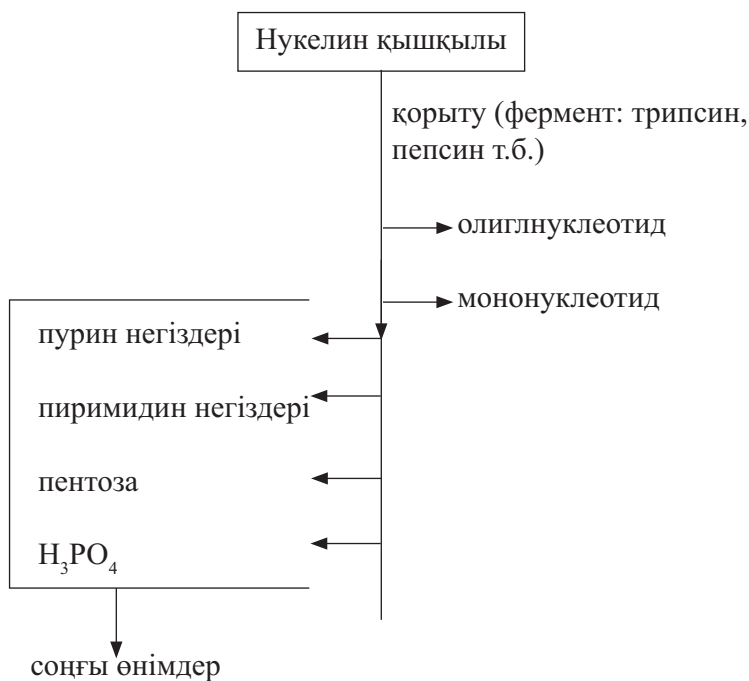 Нукелин қышқылы
қорыту (фермент: трипсин,
пепсин т.б.)
олиглнуклеотид
мононуклеотид
пурин негіздері
пиримидин негіздері
пентоза
H₃PO₄
соңғы өнімдер